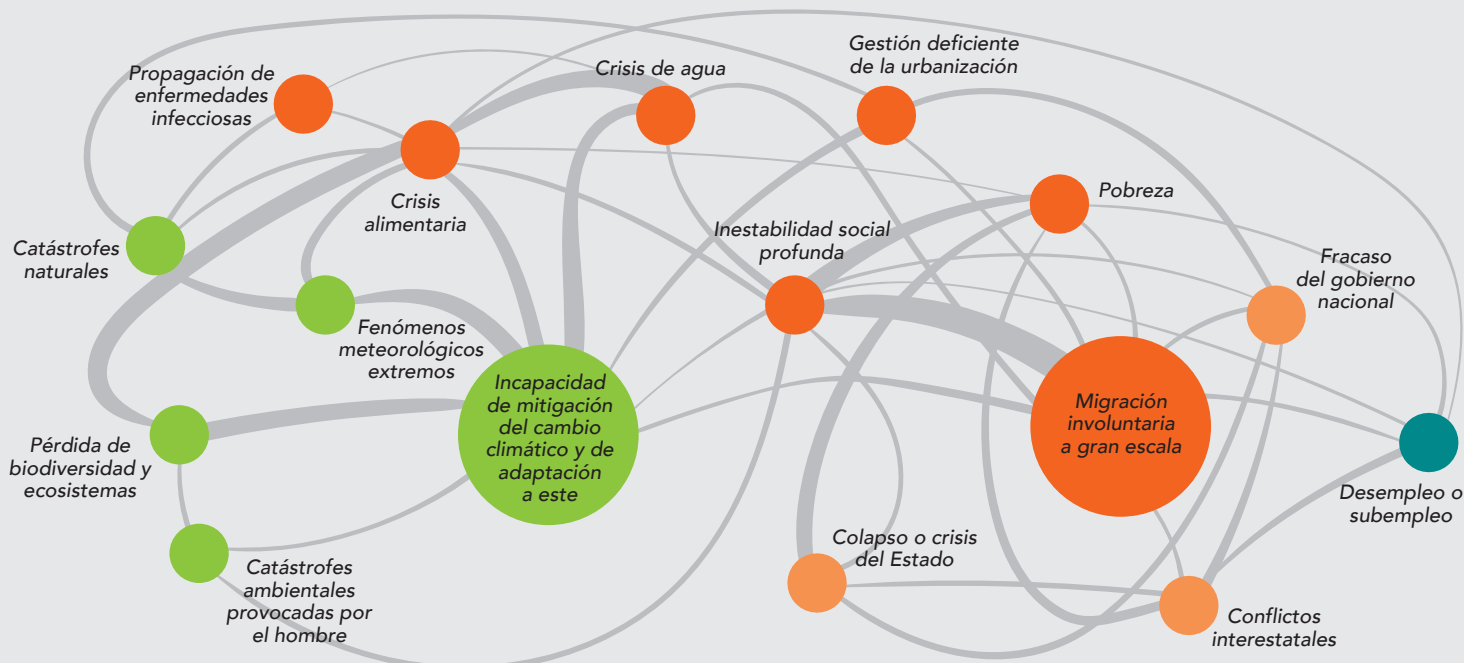 Propagación de
enfermedades
infecciosas
Crisis de agua
Gestión deficiente
de la urbanización
Crisis
alimentaria
Pobreza
Catástrofes
naturales
Inestabilidad social
profunda
Fracaso
del gobierno
nacional
Fenómenos
meteorológicos
extremos
Incapacidad
de mitigación
del cambio
climático y de
adaptación
a este
Migración
involuntaria
a gran escala
Pérdida de
biodiversidad y
ecosistemas
Desempleo o
subempleo
Colapso o crisis
del Estado
Catástrofes
ambientales
provocadas por
el hombre
Conflictos
interestatales